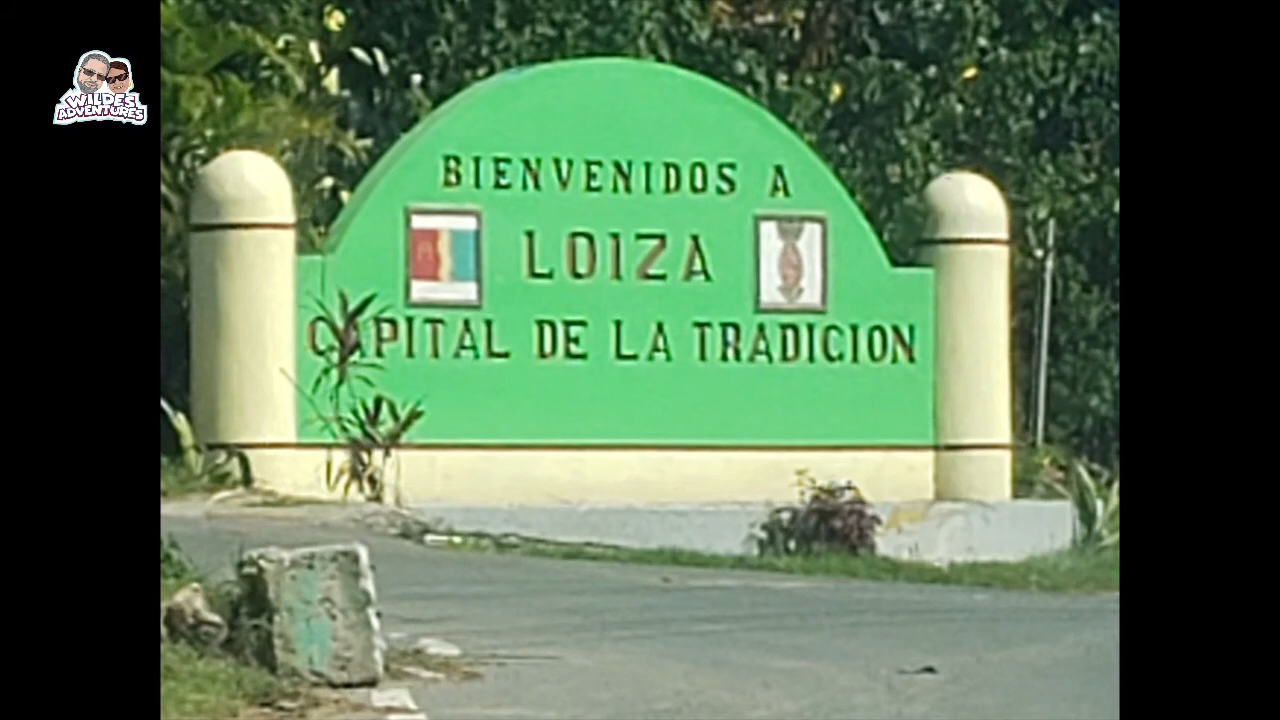 WILDES
ADVENTURES
BIENVENIDOS A
LOIZA
CAPITAL DE LA TRADICION